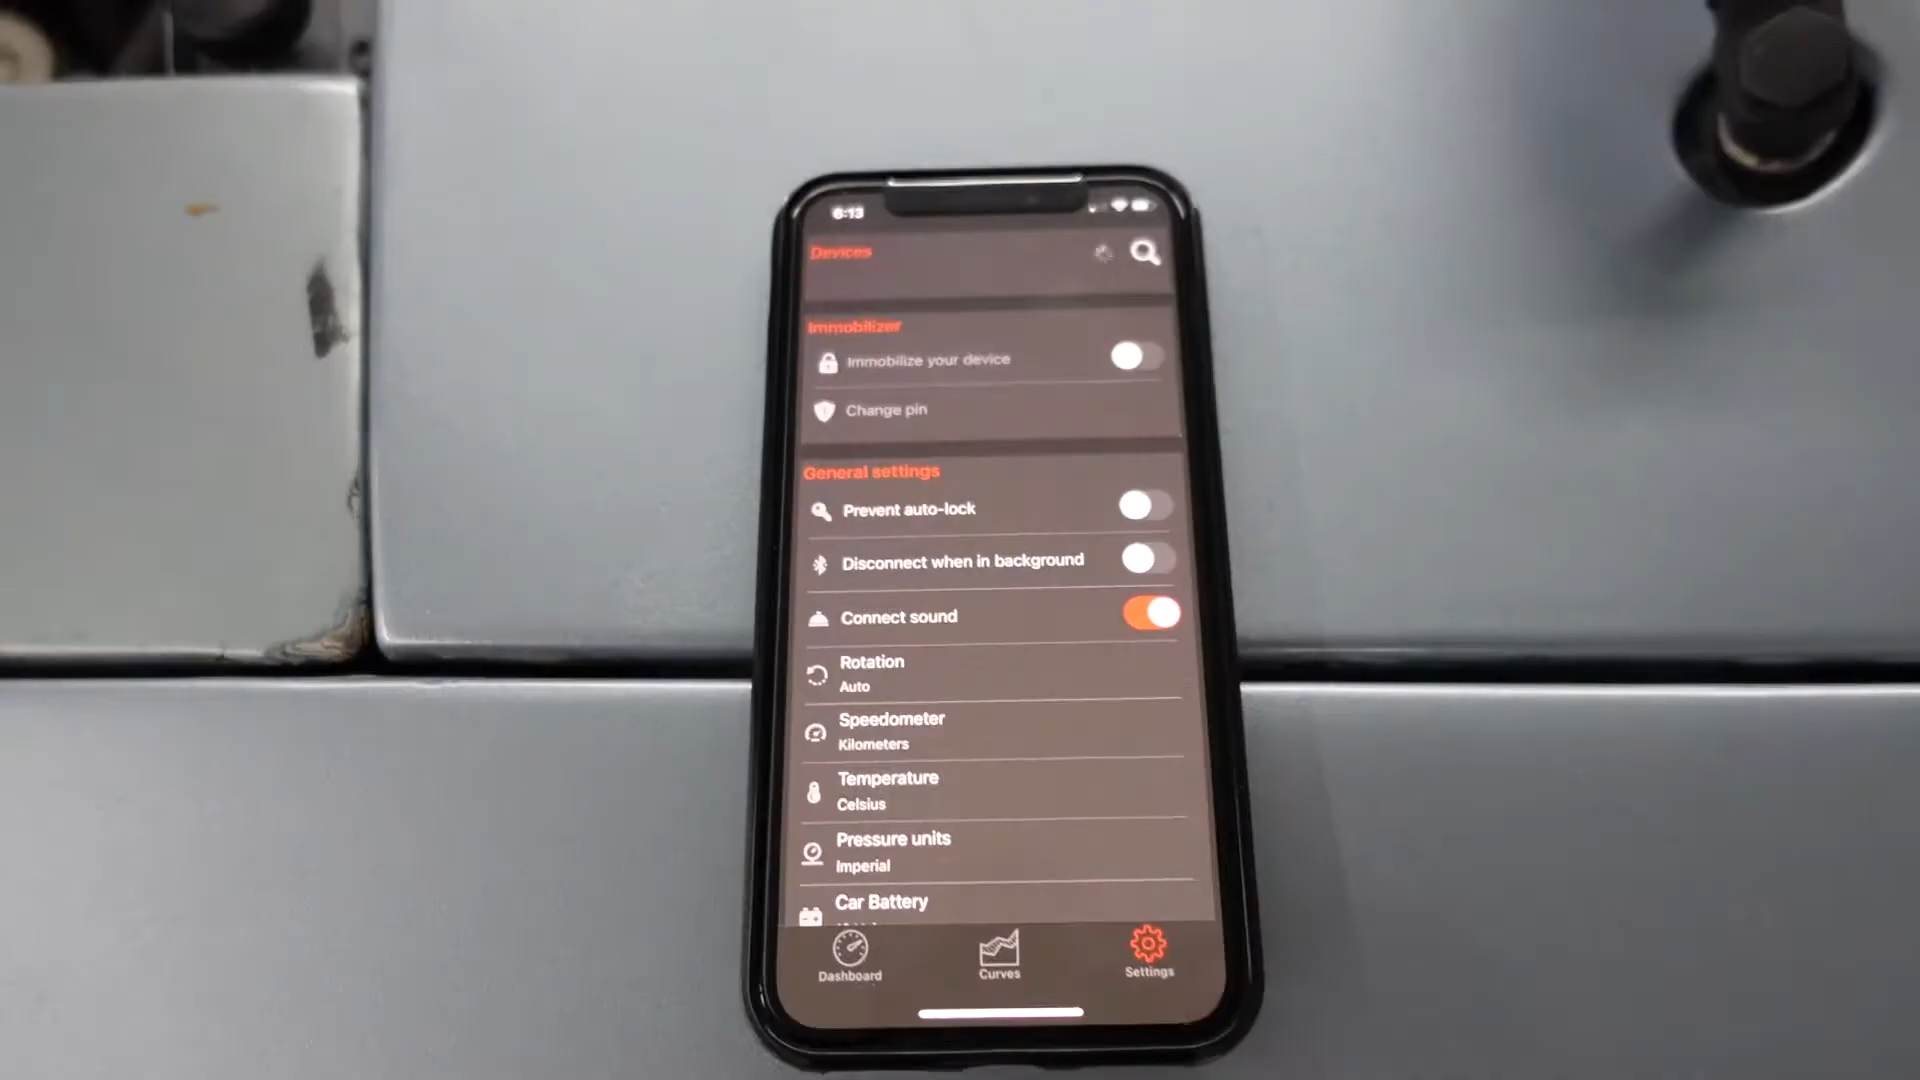 6:13
Devices
Immobilizer
Immobilize your device
Change pin
General settings
Prevent auto-lock
Disconnect when in background
Connect sound
Rotation
Auto
Speedometer
Kilometers
Temperature
Celsius
Pressure units
Imperial
Car Battery
Dashboard
Curves
Settings